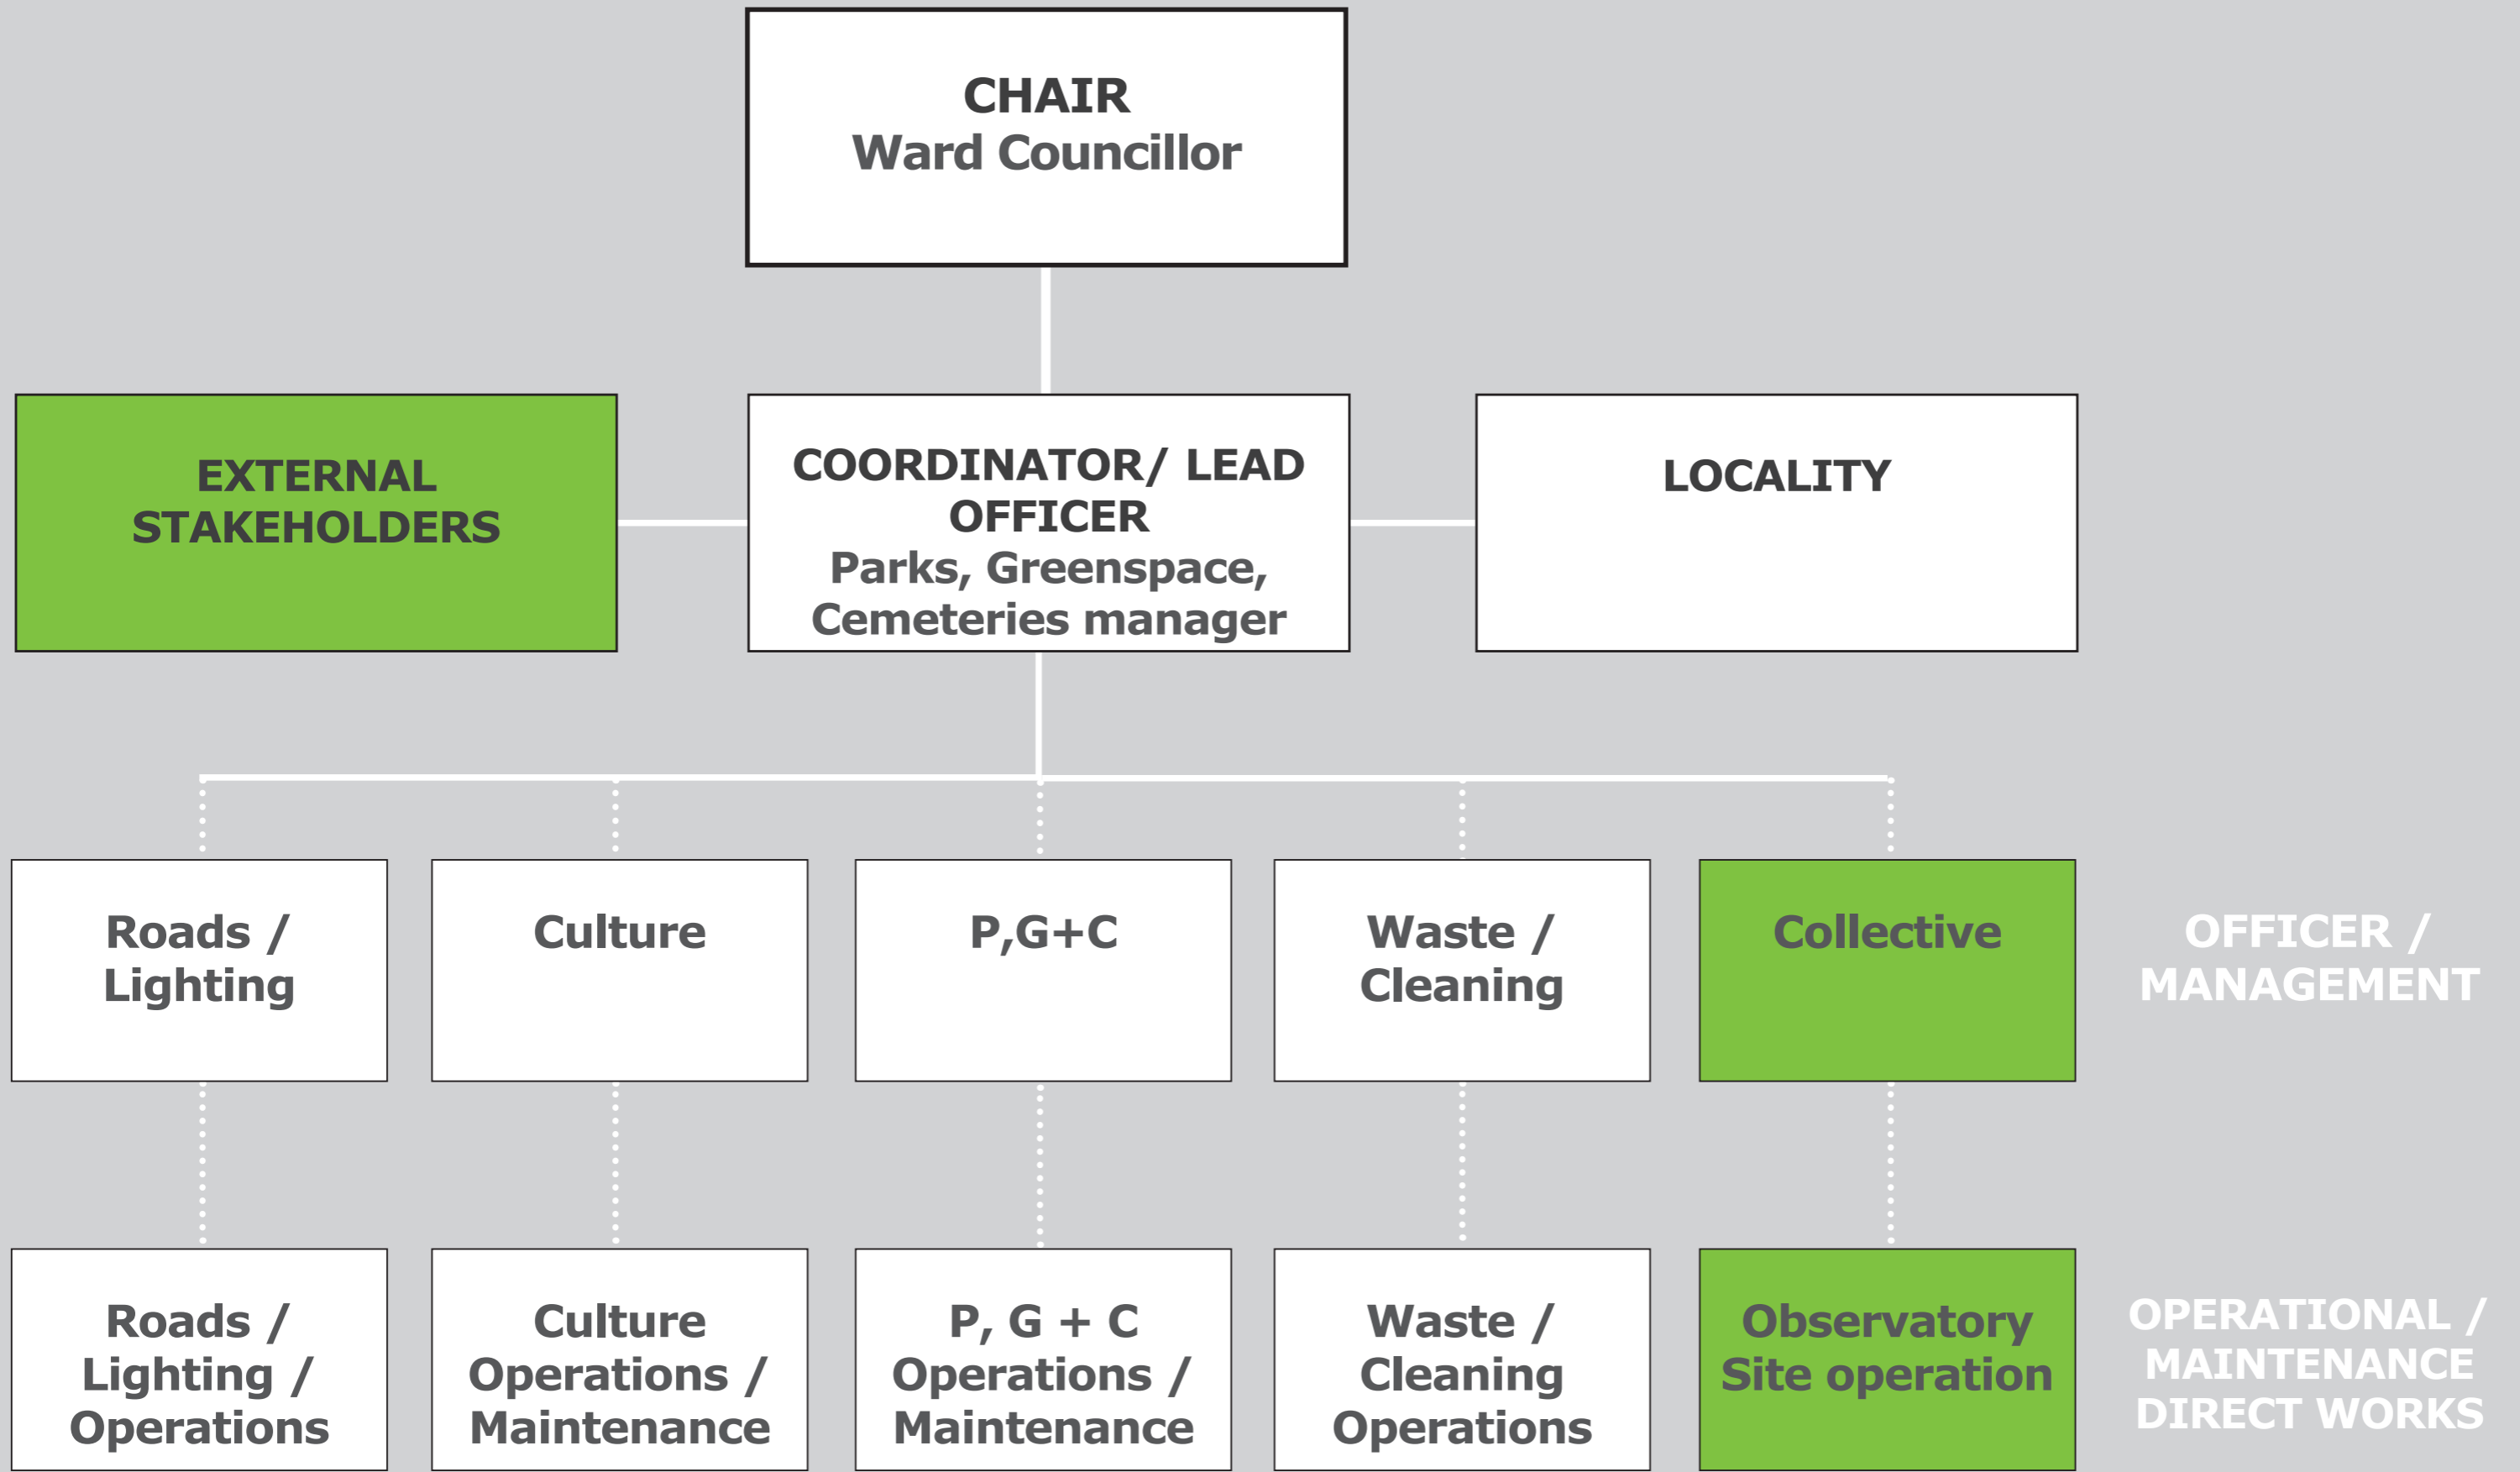 CHAIR
Ward Councillor
EXTERNAL
STAKEHOLDERS
COORDINATOR/ LEAD
OFFICER
Parks, Greenspace,
Cemeteries manager
LOCALITY
Roads /
Lighting
Culture
P,G+C
Waste /
Cleaning
Collective
OFFICER /
MANAGEMENT
Roads /
Lighting /
Operations
Culture
Operations /
Maintenance
P, G + C
Operations /
Maintenance
Waste /
Cleaning
Operations
Observatory
Site operation
OPERATIONAL /
MAINTENANCE
DIRECT WORKS